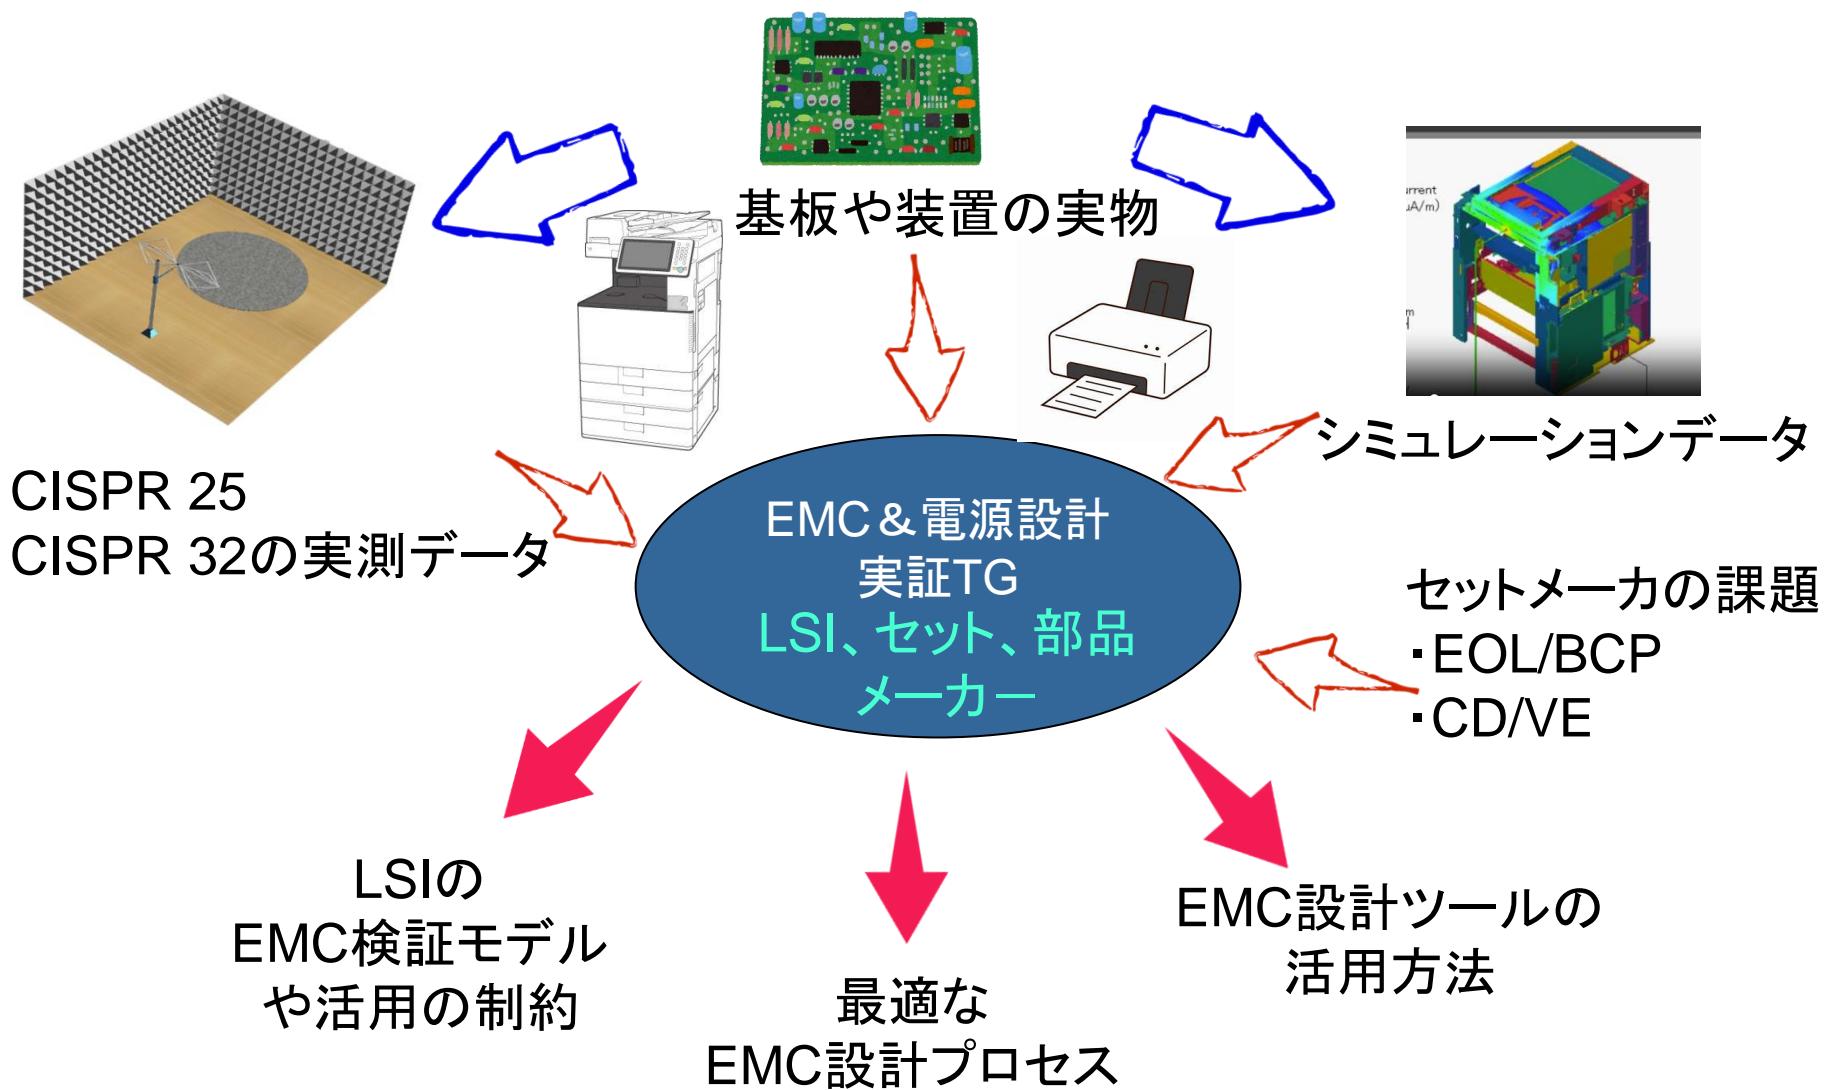 基板や装置の実物
シミュレーションデータ
CISPR 25
CISPR 32の実測データ
EMC＆電源設計
実証TG
LSI、セット、部品
メーカー
セットメーカの課題
・EOL/BCP
・CD/VE
LSIの
EMC検証モデル
や活用の制約
最適な
EMC設計プロセス
EMC設計ツールの
活用方法